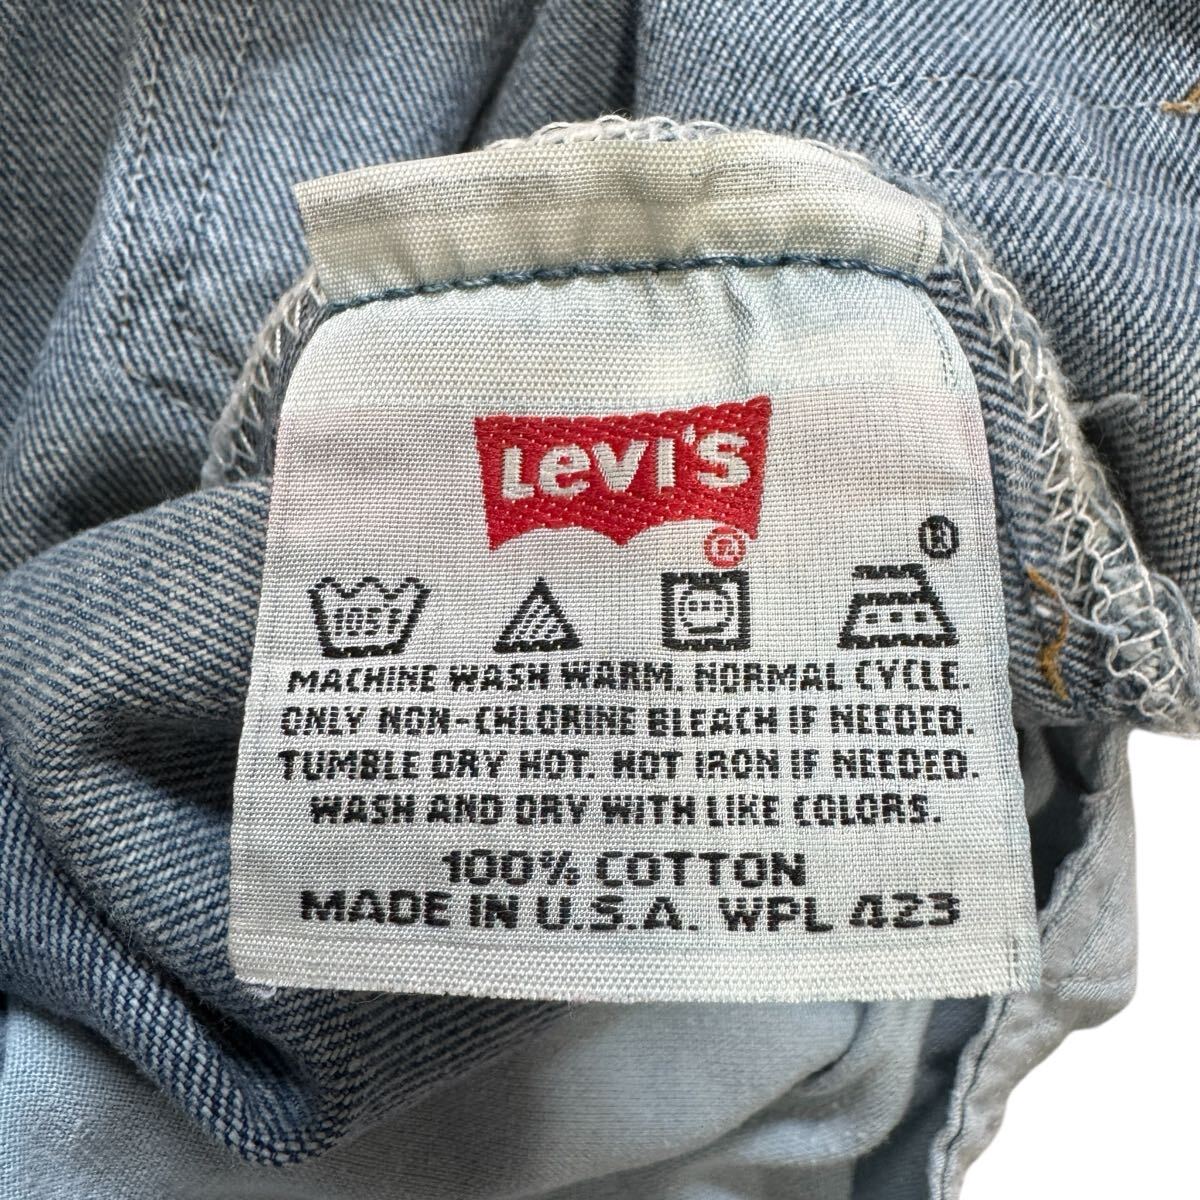 LeVI'S
®
®
105F
MACHINE WASH WARM. NORMAL CYCLE.
ONLY NON-CHLORINE BLEACH IF NEEDED.
TUMBLE DRY HOT. HOT IRON IF NEEDED.
WASH AND DRY WITH LIKE COLORS.
100% COTTON
MADE IN U.S.A. WPL 423